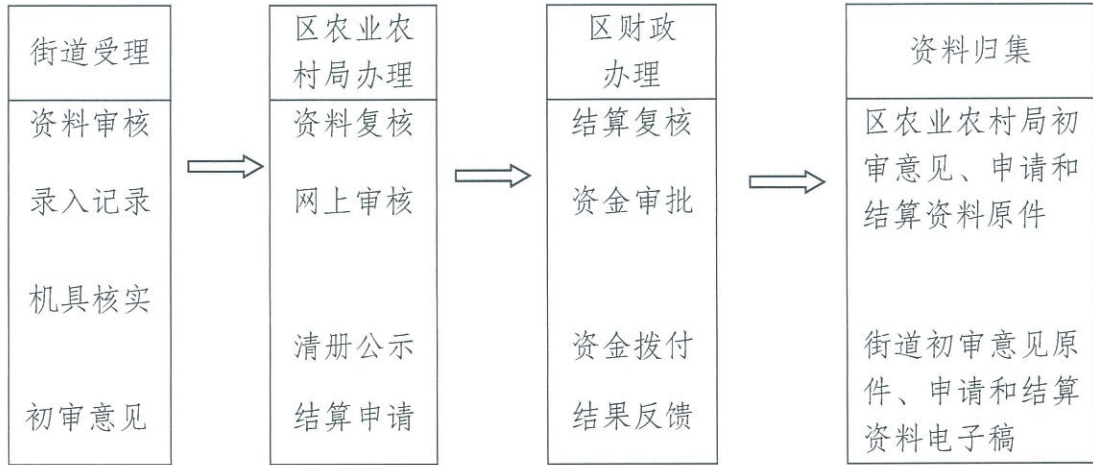 街道受理
资料审核
录入记录
机具核实
初审意见
区农业农
村局办理
资料复核
网上审核
清册公示
结算申请
区财政
办理
结算复核
资金审批
资金拨付
结果反馈
资料归集
区农业农村局初
审意见、申请和
结算资料原件
街道初审意见原
件、申请和结算
资料电子稿